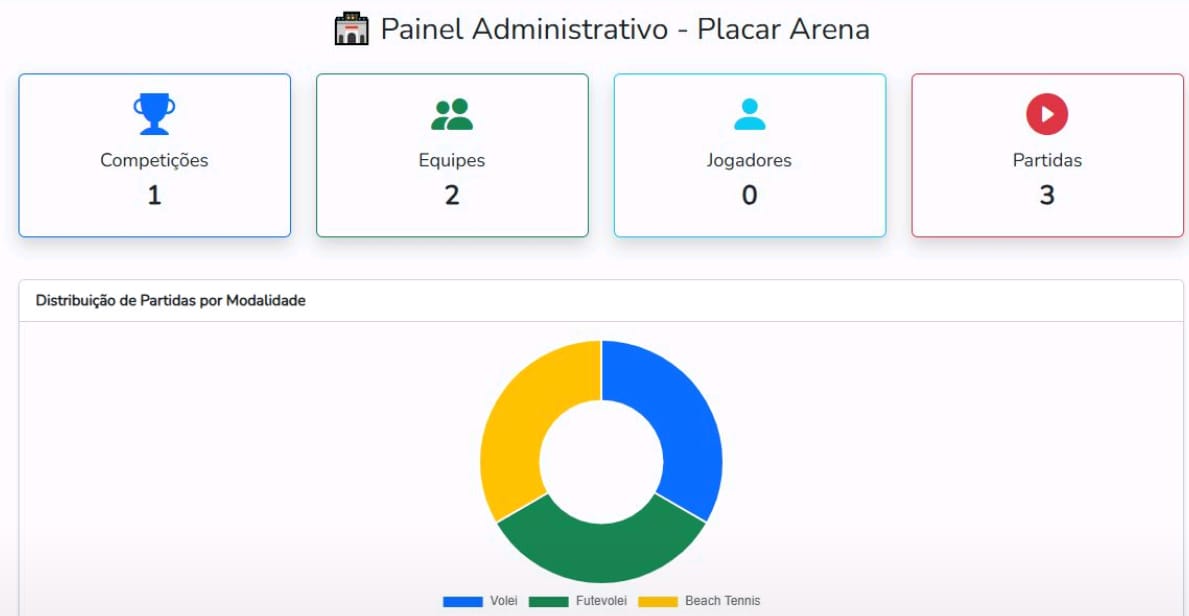 Painel Administrativo - Placar Arena
Competições
1
Equipes
2
Jogadores
0
Partidas
3
Distribuição de Partidas por Modalidade
Volei Futevolei Beach Tennis